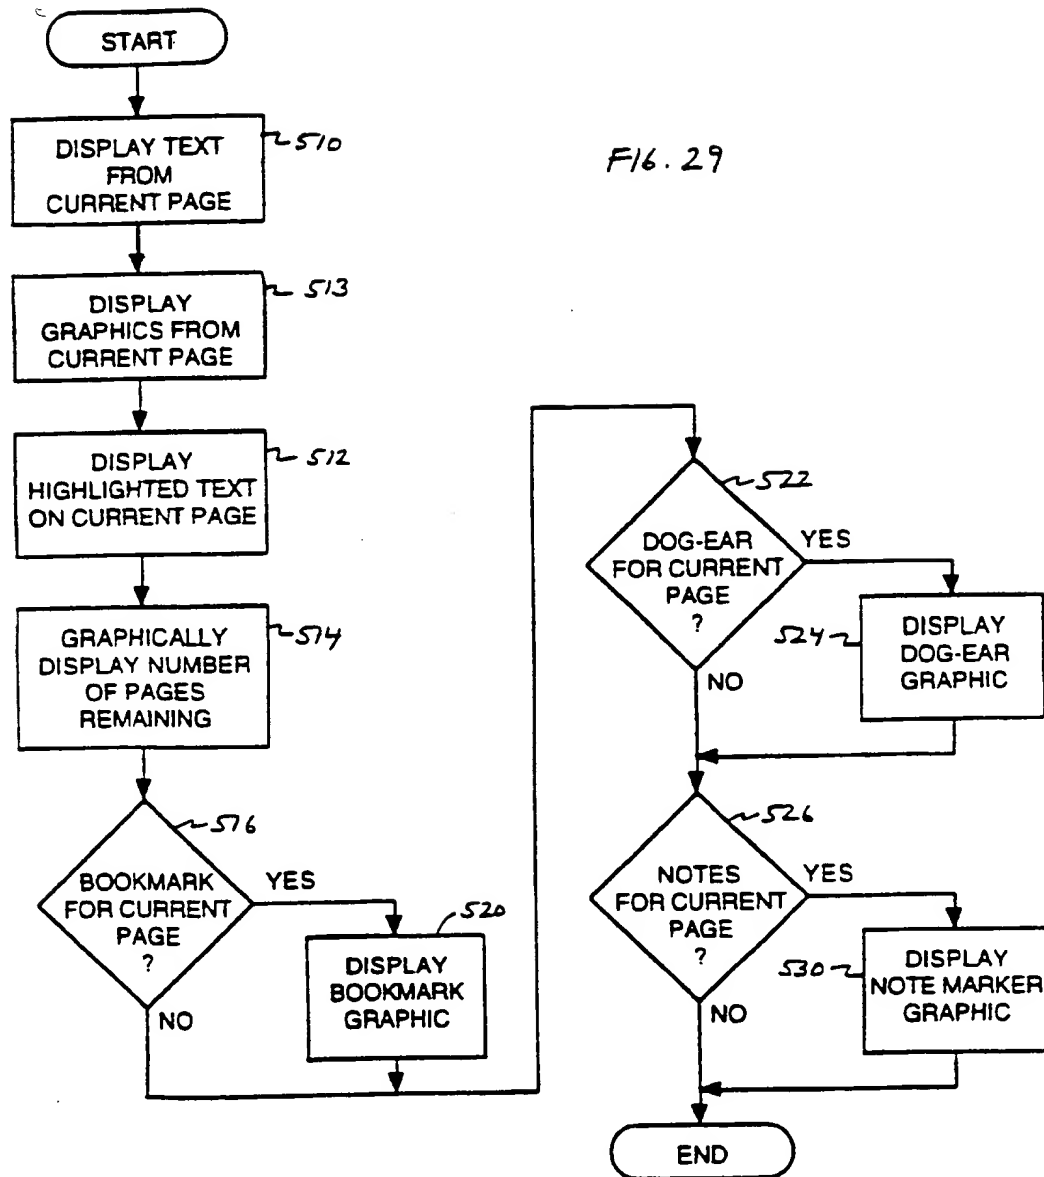 START
DISPLAY TEXT
FROM
CURRENT PAGE
510
FIG. 29
DISPLAY
GRAPHICS FROM
CURRENT PAGE
513
DISPLAY
HIGHLIGHTED TEXT
ON CURRENT PAGE
512
GRAPHICALLY
DISPLAY NUMBER
OF PAGES
REMAINING
514
BOOKMARK
FOR CURRENT
PAGE
?
516
YES
NO
DISPLAY
BOOKMARK
GRAPHIC
520
DOG-EAR
FOR CURRENT
PAGE
?
522
YES
NO
DISPLAY
DOG-EAR
GRAPHIC
524
NOTES
FOR CURRENT
PAGE
?
526
YES
NO
DISPLAY
NOTE MARKER
GRAPHIC
530
END